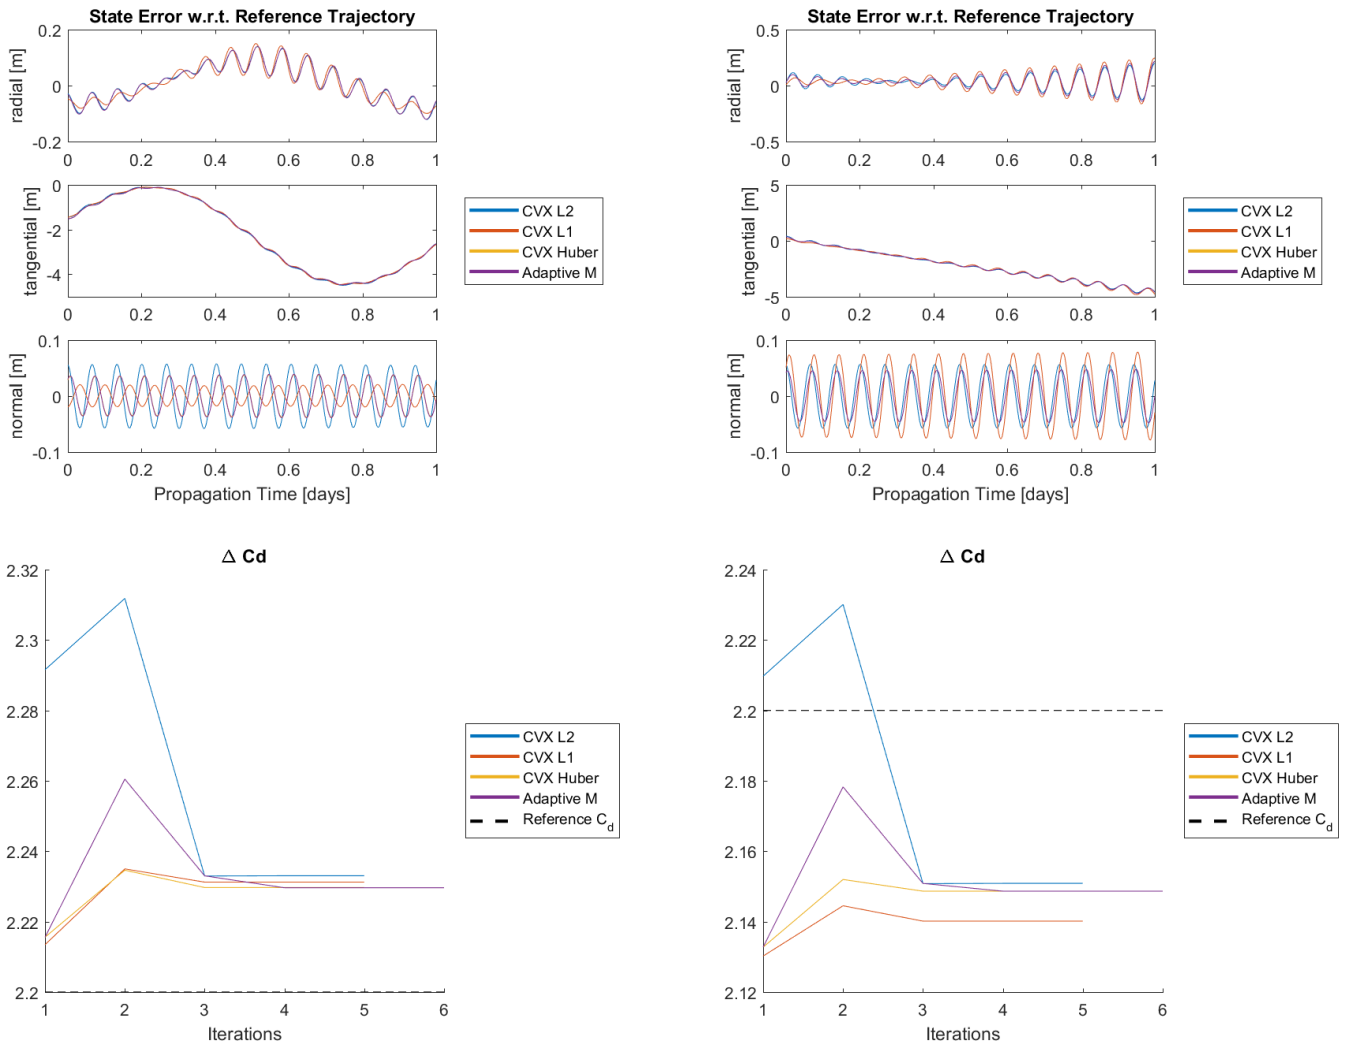 State Error w.r.t. Reference Trajectory
0.2
0
-0.2
radial [m]
0 0.2 0.4 0.6 0.8 1
0
-2
-4
tangential [m]
0 0.2 0.4 0.6 0.8 1
0.1
0
-0.1
normal [m]
0 0.2 0.4 0.6 0.8 1
Propagation Time [days]
CVX L2
CVX L1
CVX Huber
Adaptive M
State Error w.r.t. Reference Trajectory
0.5
0
-0.5
radial [m]
0 0.2 0.4 0.6 0.8 1
5
0
-5
tangential [m]
0 0.2 0.4 0.6 0.8 1
0.1
0
-0.1
normal [m]
0 0.2 0.4 0.6 0.8 1
Propagation Time [days]
CVX L2
CVX L1
CVX Huber
Adaptive M
Δ Cd
2.32
2.3
2.28
2.26
2.24
2.22
2.2
1 2 3 4 5 6
Iterations
CVX L2
CVX L1
CVX Huber
Adaptive M
Reference Cd
Δ Cd
2.24
2.22
2.2
2.18
2.16
2.14
2.12
1 2 3 4 5 6
Iterations
CVX L2
CVX L1
CVX Huber
Adaptive M
Reference Cd